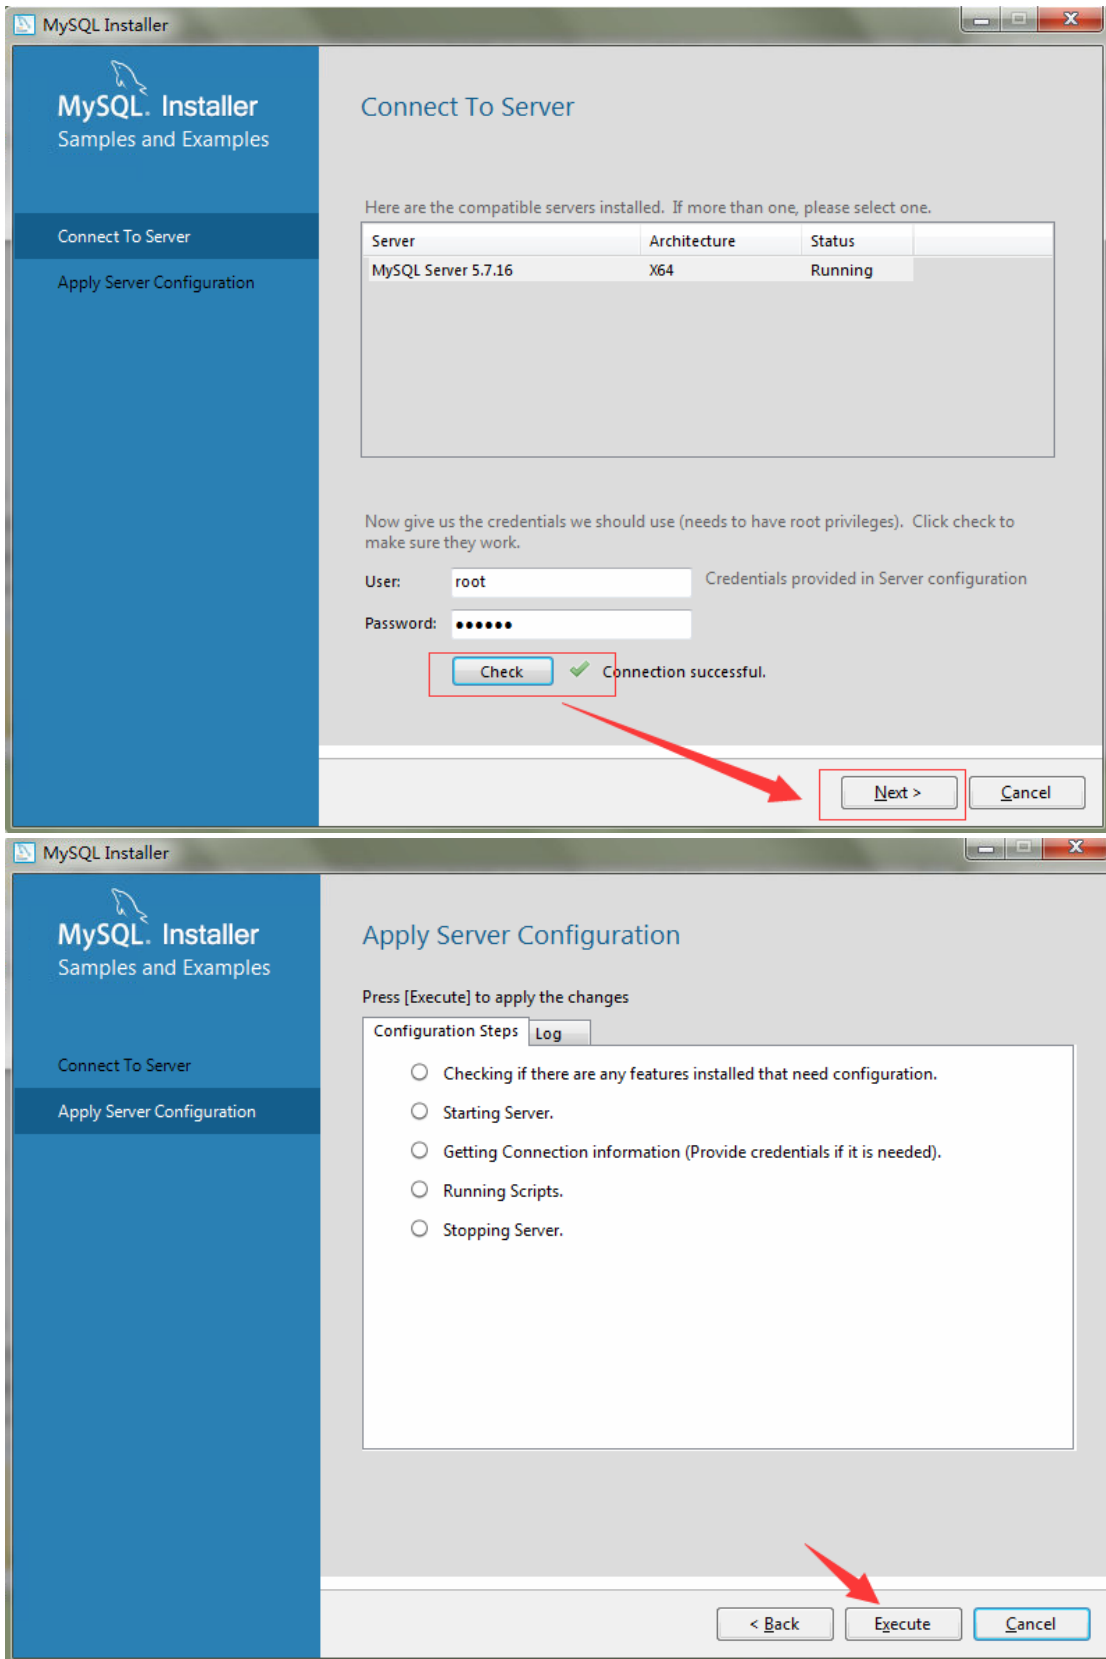 MySQL Installer
MySQL. Installer
Samples and Examples
Connect To Server
Apply Server Configuration
Connect To Server
Here are the compatible servers installed. If more than one, please select one.
Server Architecture Status
MySQL Server 5.7.16 X64 Running
Now give us the credentials we should use (needs to have root privileges). Click check to
make sure they work.
User: root Credentials provided in Server configuration
Password: ●●●●●●
Check Connection successful.
Next > Cancel
MySQL Installer
MySQL. Installer
Samples and Examples
Connect To Server
Apply Server Configuration
Apply Server Configuration
Press [Execute] to apply the changes
Configuration Steps Log
Checking if there are any features installed that need configuration.
Starting Server.
Getting Connection information (Provide credentials if it is needed).
Running Scripts.
Stopping Server.
< Back Execute Cancel